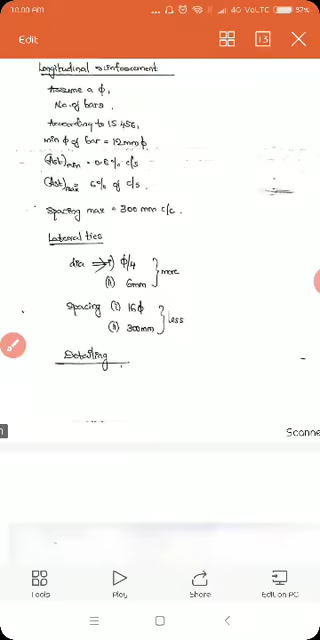 10:00 AM ... 4G VoLTE 57%
Edit 13
Longitudinal reinforcement
Assume a ϕ,
No. of bars.
According to IS 456,
min ϕ of bar = 12mm ϕ
(Ast)min = 0.8% c/s
(Ast)max 6% of c/s.
Spacing max = 300 mm c/c.
Lateral ties
dia ⇒ i) ϕ/4
(ii) 6mm } more
Spacing (i) 16ϕ
(ii) 300mm } less
Detailing
Scanne
Tools Play Share Edit on PC